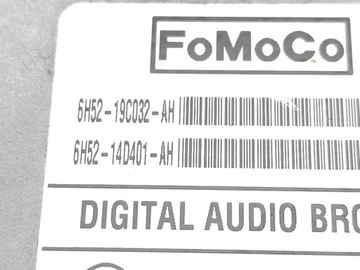 FoMoCo
6H52-19C032-AH
6H52-14D401-AH
DIGITAL AUDIO BRO